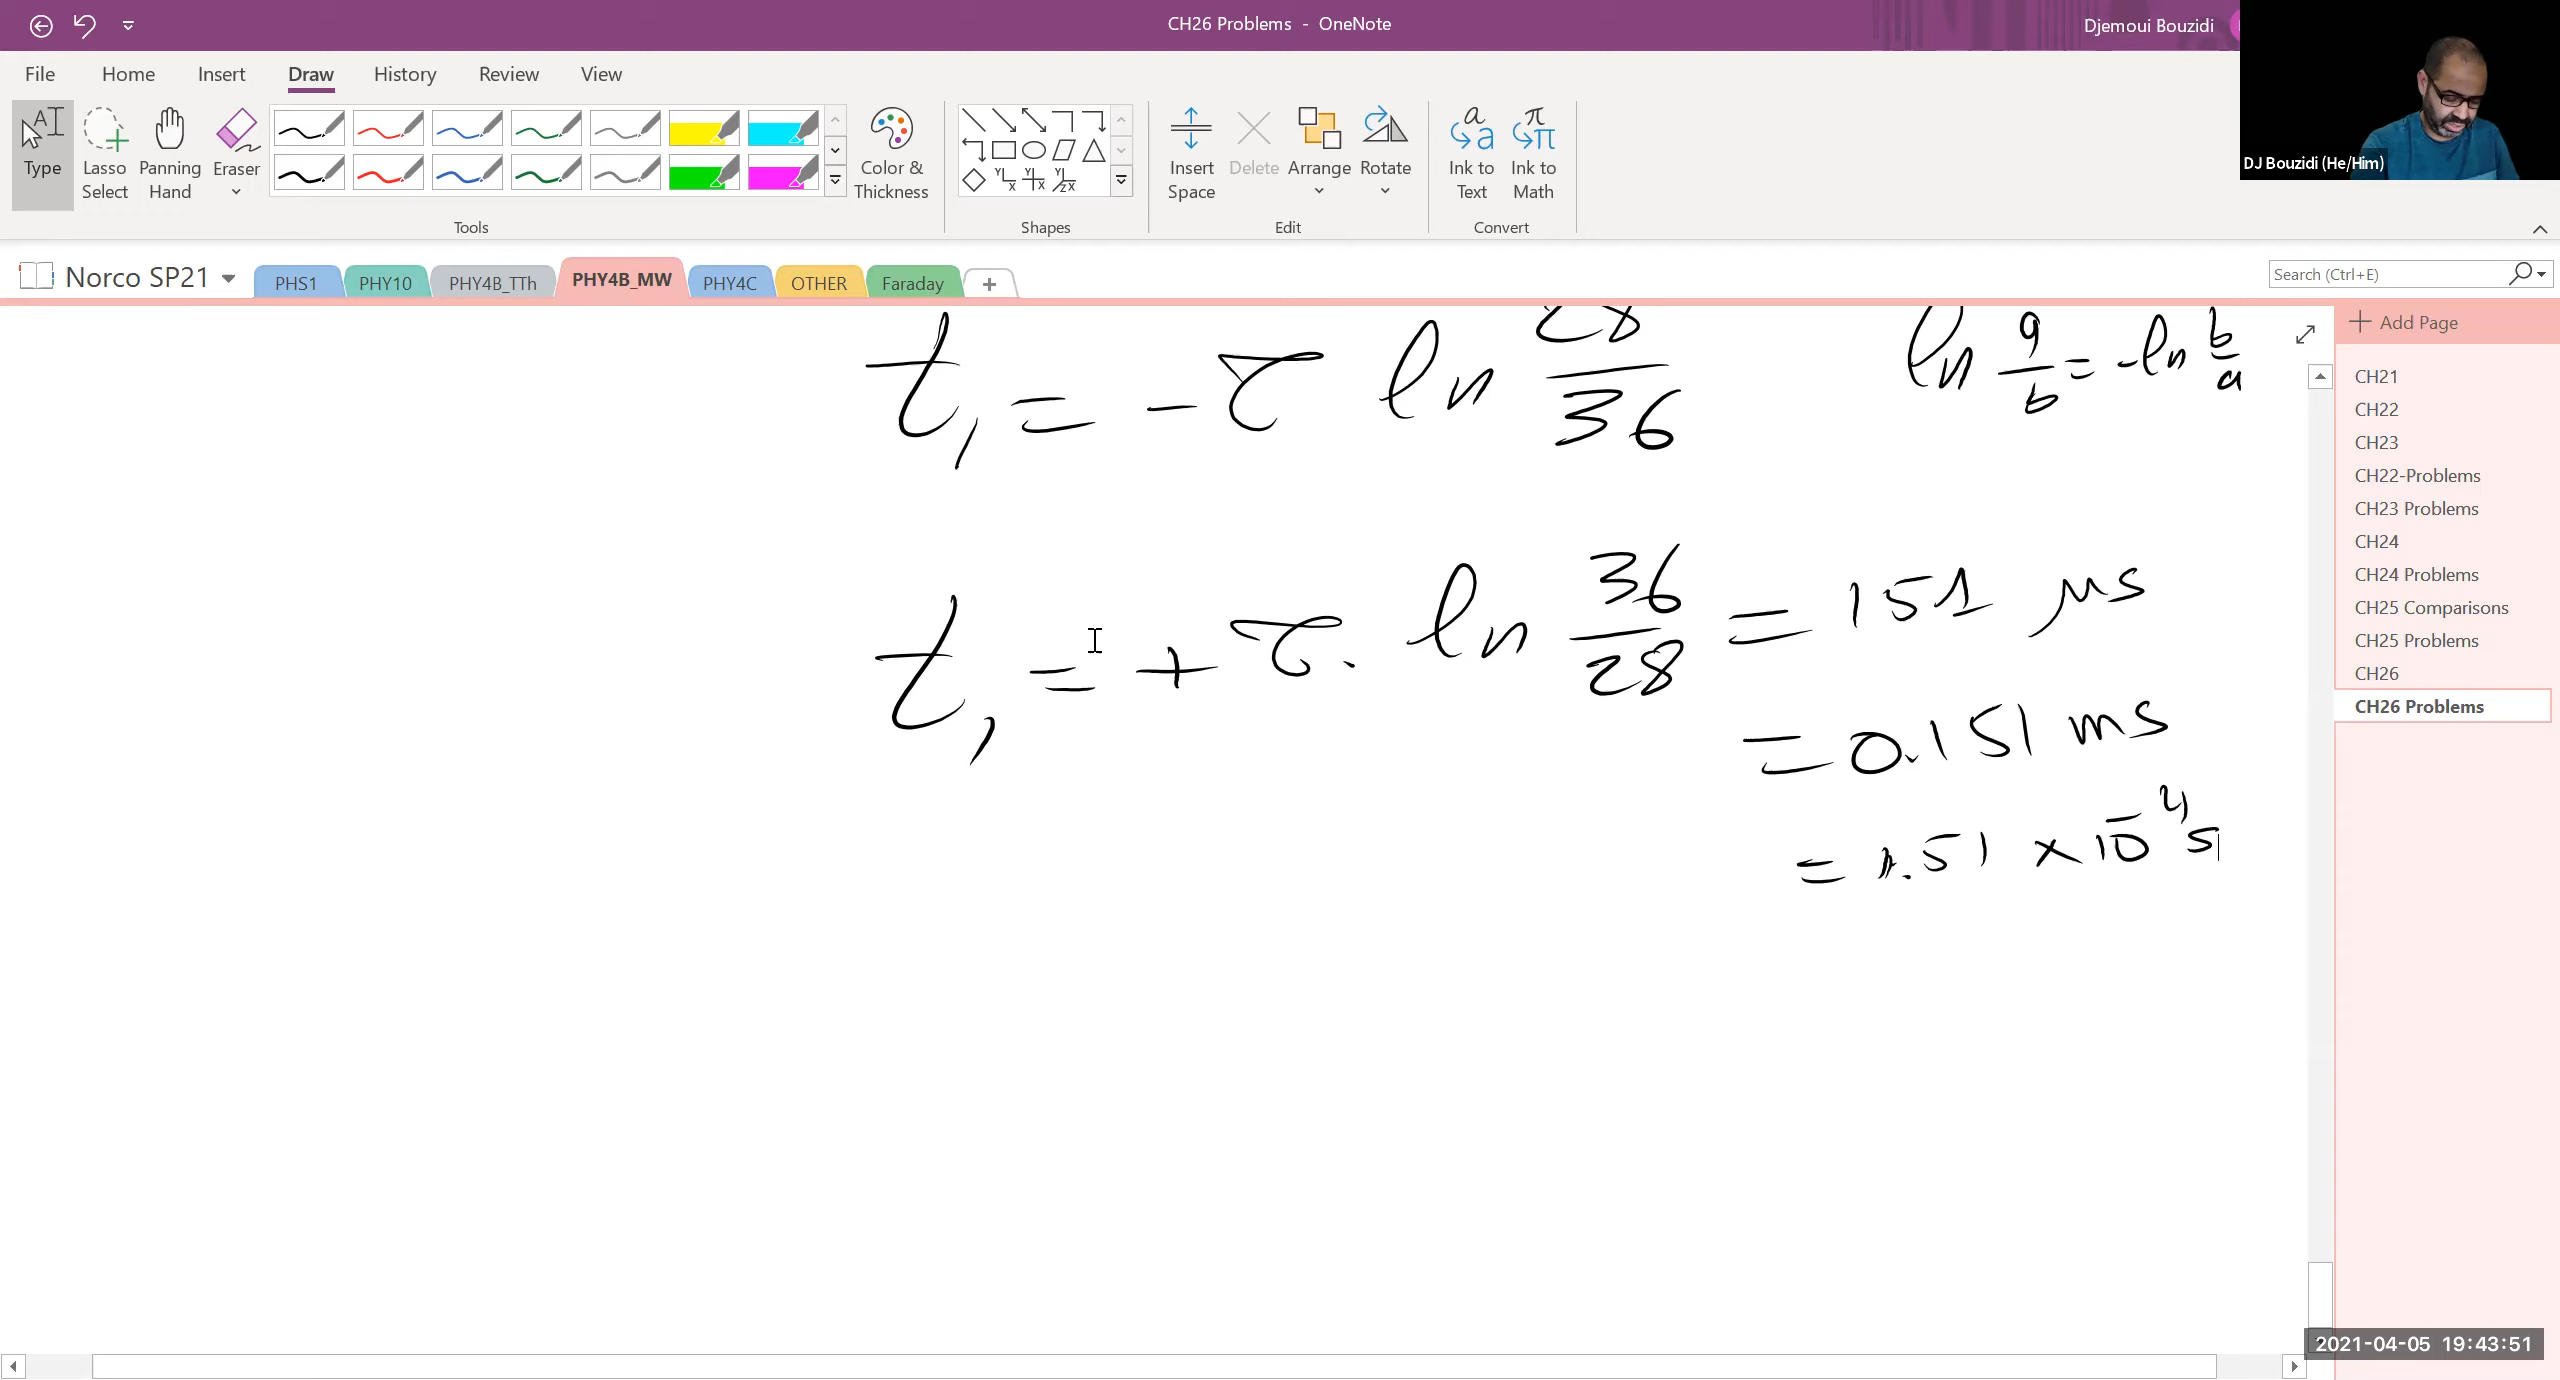 CH26 Problems - OneNote
Djemoui Bouzidi
File Home Insert Draw History Review View
DJ Bouzidi (He/Him)
Type
Lasso Select
Panning Hand
Eraser
Color & Thickness
Insert Space
Delete
Arrange
Rotate
Ink to Text
Ink to Math
Tools
Shapes
Edit
Convert
Norco SP21
PHS1 PHY10 PHY4B_TTh PHY4B_MW PHY4C OTHER Faraday +
Search (Ctrl+E)
Add Page
CH21
CH22
CH23
CH22-Problems
CH23 Problems
CH24
CH24 Problems
CH25 Comparisons
CH25 Problems
CH26
CH26 Problems
t₁ = - τ ln 28/36
ln a/b = -ln b/a
t₁ = + τ. ln 36/28 = 151 μs
= 0.151 ms
= 1.51 × 10⁻⁴ s
2021-04-05 19:43:51